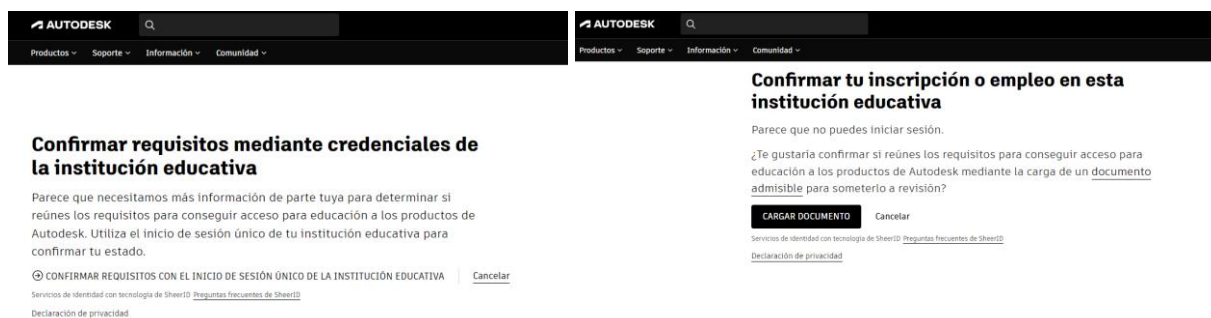 AUTODESK
Productos Soporte Información Comunidad
Confirmar requisitos mediante credenciales de
la institución educativa
Parece que necesitamos más información de parte tuya para determinar si
reúnes los requisitos para conseguir acceso para educación a los productos de
Autodesk. Utiliza el inicio de sesión único de tu institución educativa para
confirmar tu estado.
CONFIRMAR REQUISITOS CON EL INICIO DE SESIÓN ÚNICO DE LA INSTITUCIÓN EDUCATIVA Cancelar
Servicios de identidad con tecnología de SheerID Preguntas frecuentes de SheerID
Declaración de privacidad
AUTODESK
Productos Soporte Información Comunidad
Confirmar tu inscripción o empleo en esta
institución educativa
Parece que no puedes iniciar sesión.
¿Te gustaría confirmar si reúnes los requisitos para conseguir acceso para
educación a los productos de Autodesk mediante la carga de un documento
admisible para someterlo a revisión?
CARGAR DOCUMENTO Cancelar
Servicios de identidad con tecnología de SheerID Preguntas frecuentes de SheerID
Declaración de privacidad